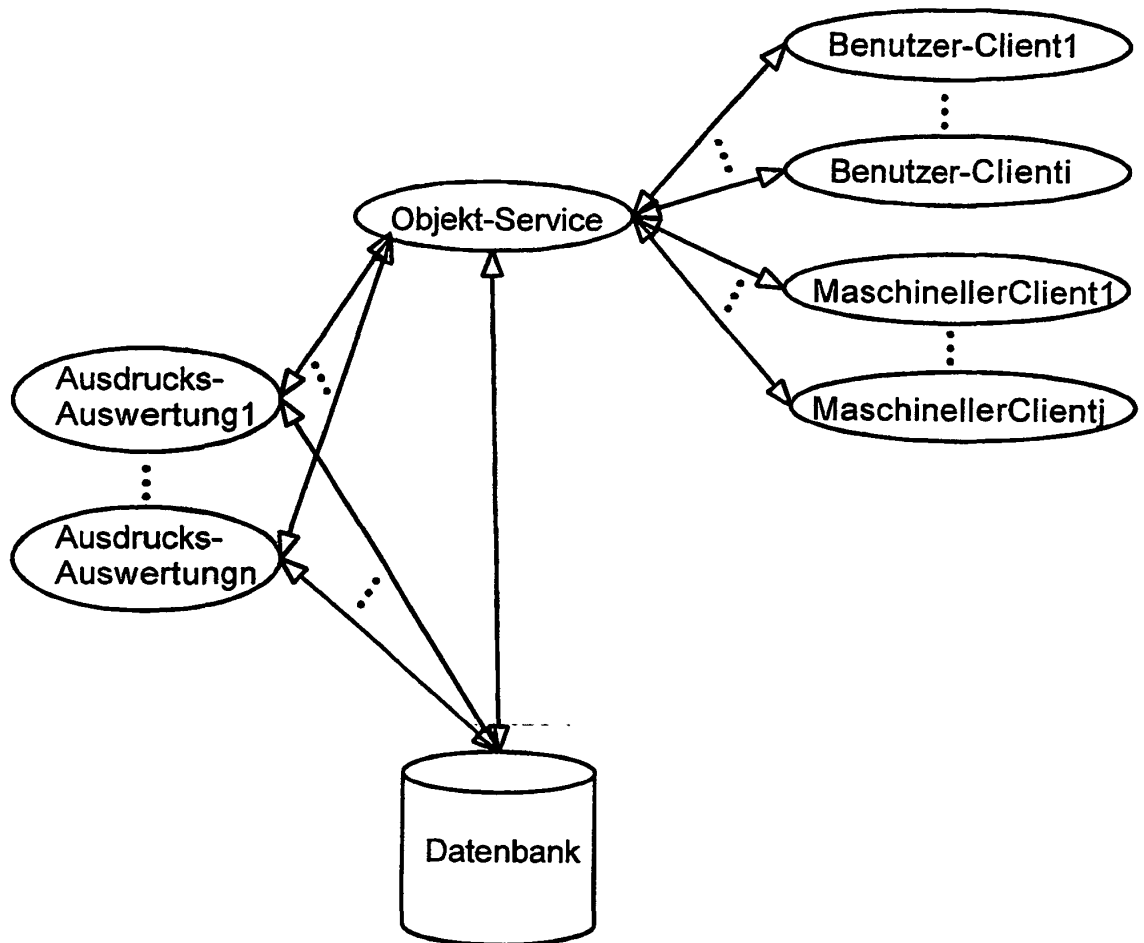 Benutzer-Client1
Benutzer-Clienti
Objekt-Service
MaschinellerClient1
MaschinellerClientj
Ausdrucks-
Auswertung1
Ausdrucks-
Auswertungn
Datenbank